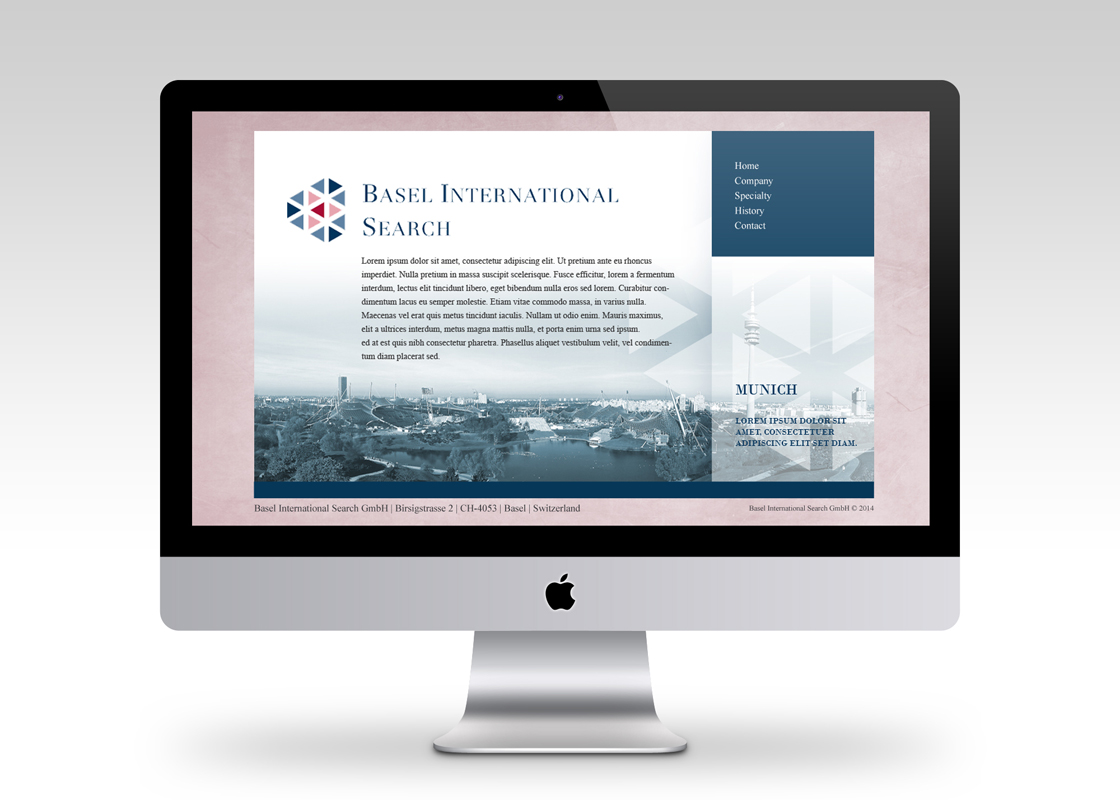 BASEL INTERNATIONAL
SEARCH
Lorem ipsum dolor sit amet, consectetur adipiscing elit. Ut pretium ante eu rhoncus
imperdiet. Nulla pretium in massa suscipit scelerisque. Fusce efficitur, lorem a fermentum
interdum, lectus elit tincidunt libero, eget bibendum nulla eros sed lorem. Curabitur con-
dimentum lacus eu semper molestie. Etiam vitae commodo massa, in varius nulla.
Maecenas vel erat quis metus tincidunt iaculis. Nullam ut odio enim. Mauris maximus,
elit a ultrices interdum, metus magna mattis nulla, et porta enim urna sed ipsum.
ed at est quis nibh consectetur pharetra. Phasellus aliquet vestibulum velit, vel condimen-
tum diam placerat sed.
Home
Company
Specialty
History
Contact
MUNICH
LOREM IPSUM DOLOR SIT
AMET, CONSECTETUER
ADIPISCING ELIT SET DIAM.
Basel International Search GmbH | Birsigstrasse 2 | CH-4053 | Basel | Switzerland
Basel International Search GmbH © 2014